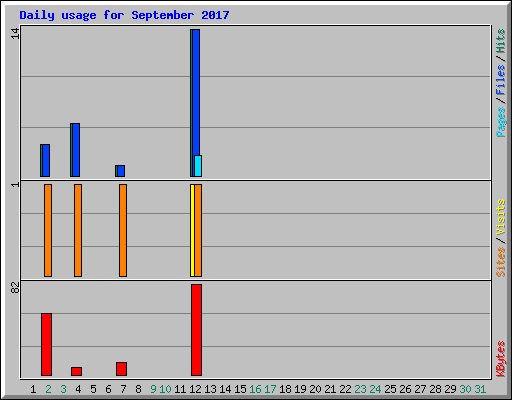 Daily usage for September 2017
14
Pages / Files / Hits
1
Sites / Visits
82
KBytes
1 2 3 4 5 6 7 8 9 10 11 12 13 14 15 16 17 18 19 20 21 22 23 24 25 26 27 28 29 30 31